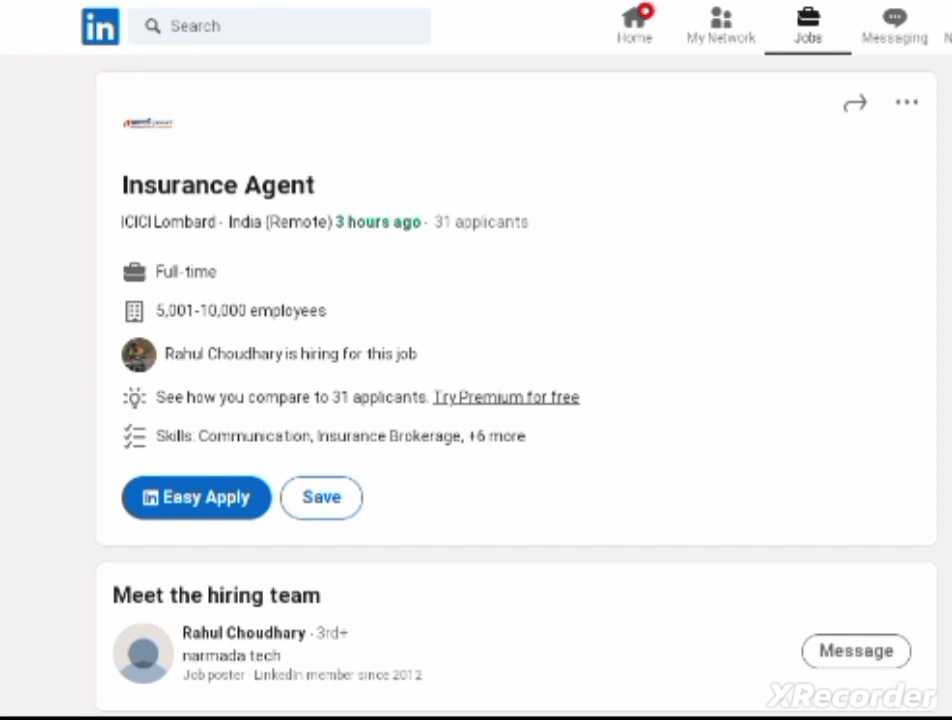 in Search
Home My Network Jobs Messaging N
Insurance Agent
ICICI Lombard · India (Remote) 3 hours ago · 31 applicants
Full-time
5,001-10,000 employees
Rahul Choudhary is hiring for this job
See how you compare to 31 applicants. Try Premium for free
Skills: Communication, Insurance Brokerage, +6 more
in Easy Apply Save
Meet the hiring team
Rahul Choudhary · 3rd+
narmada tech
Message
Job poster · LinkedIn member since 2012
XRecorder